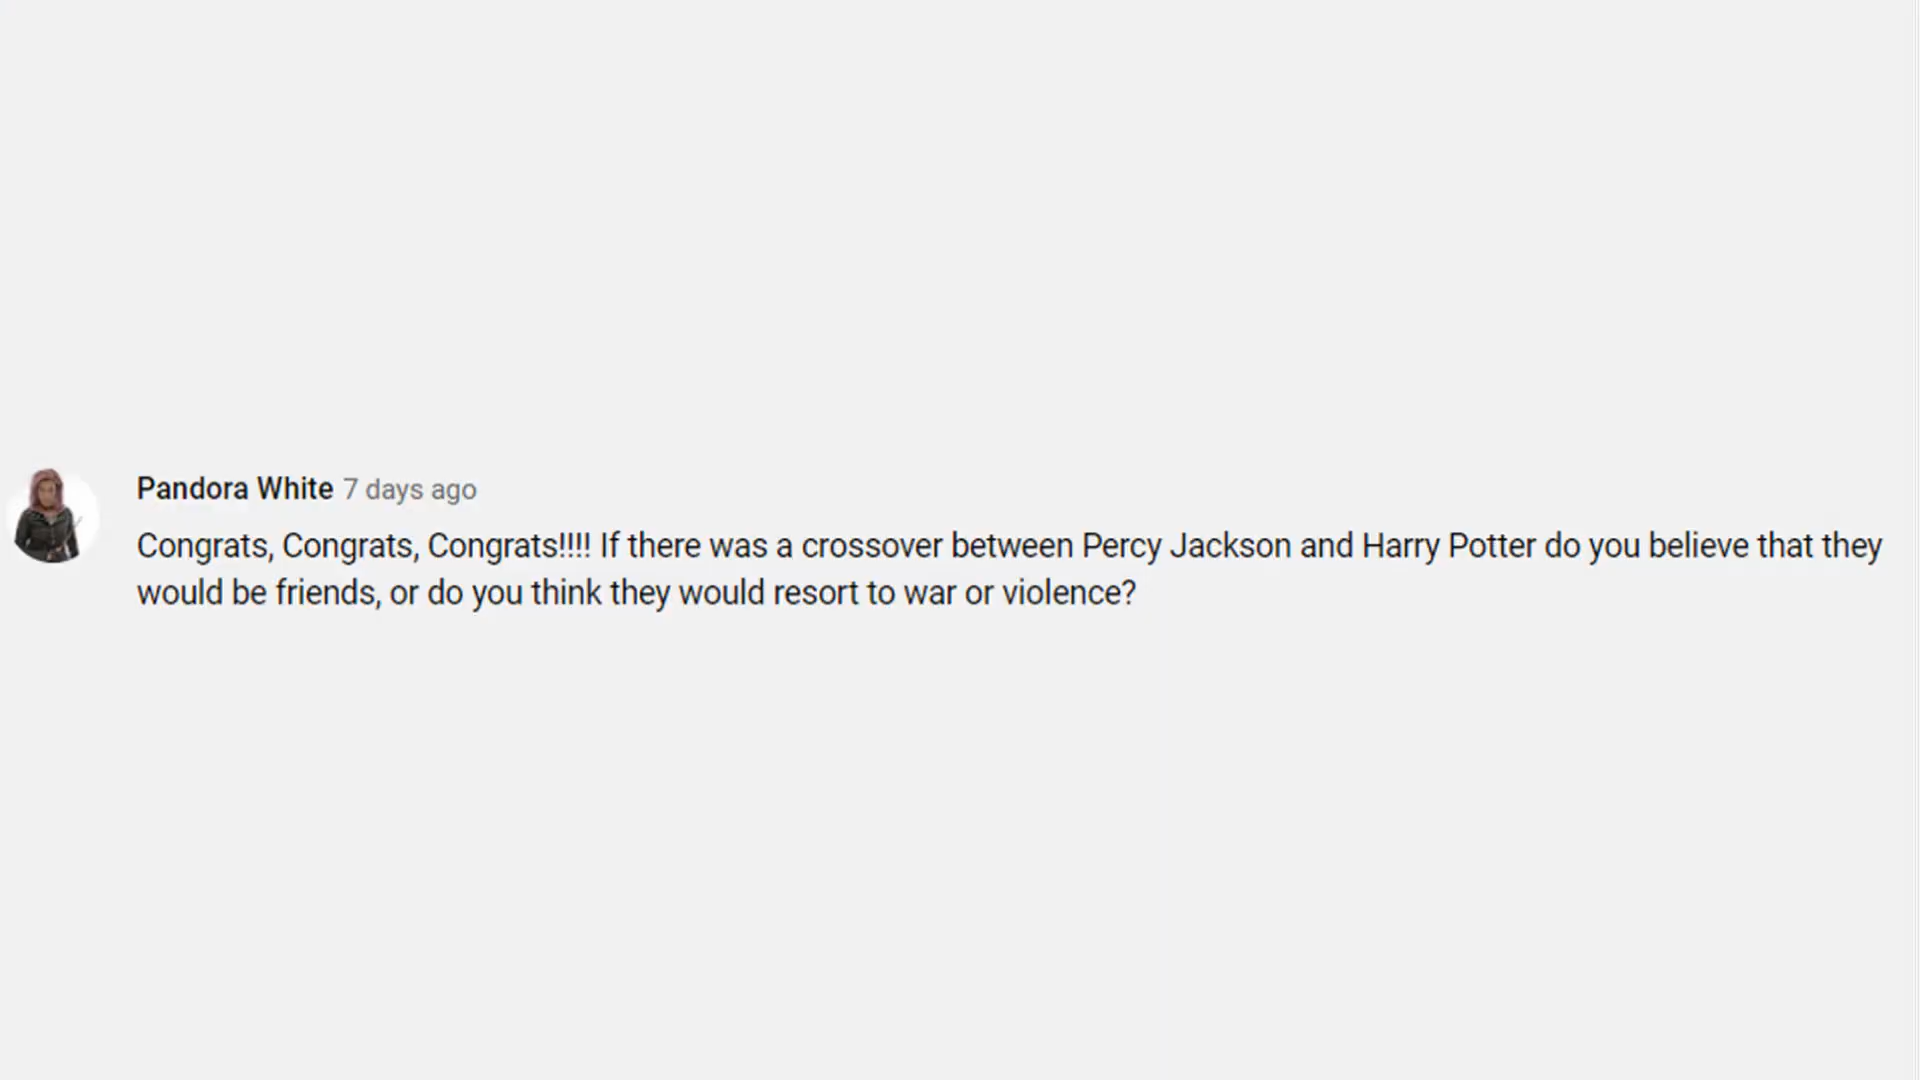 Pandora White 7 days ago
Congrats, Congrats, Congrats!!!! If there was a crossover between Percy Jackson and Harry Potter do you believe that they
would be friends, or do you think they would resort to war or violence?